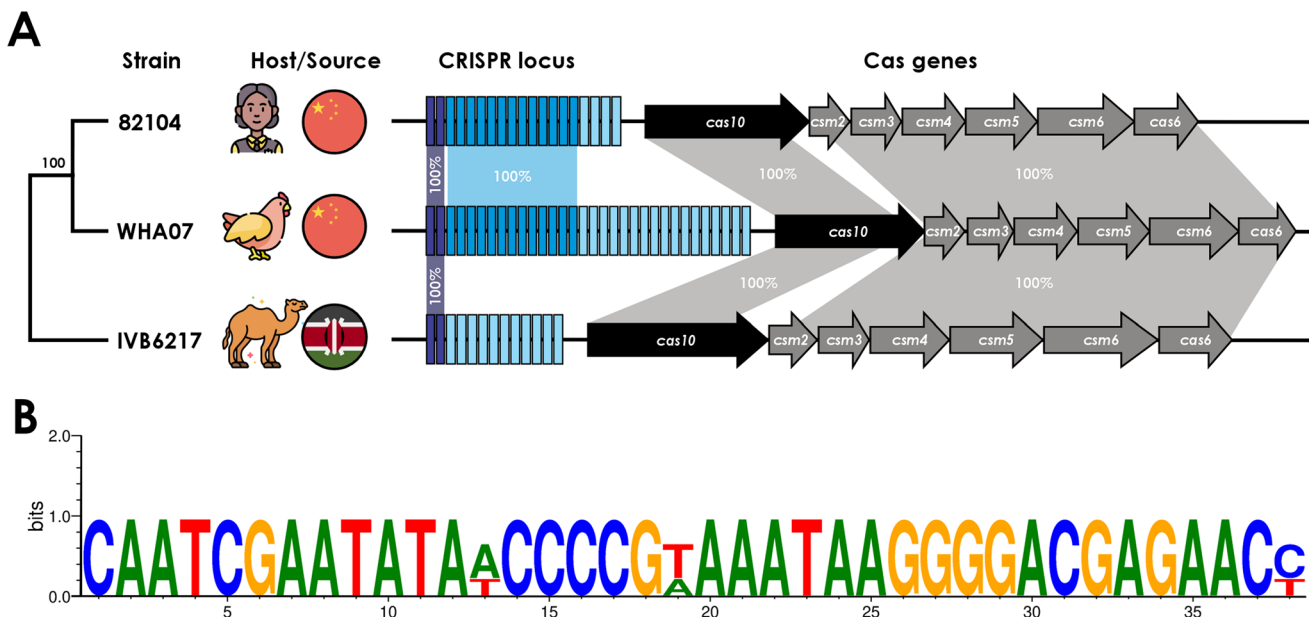 A
Strain Host/Source CRISPR locus Cas genes
82104 cas10 csm2 csm3 csm4 csm5 csm6 cas6
100 100% 100% 100% 100%
WHA07 cas10 csm2 csm3 csm4 csm5 csm6 cas6
100% 100% 100%
IVB6217 cas10 csm2 csm3 csm4 csm5 csm6 cas6
B
2.0
bits
1.0
CAATCGAATATAACCCCGTAAATAAGGGGACGAGAACC
T A T
0.0
5 10 15 20 25 30 35